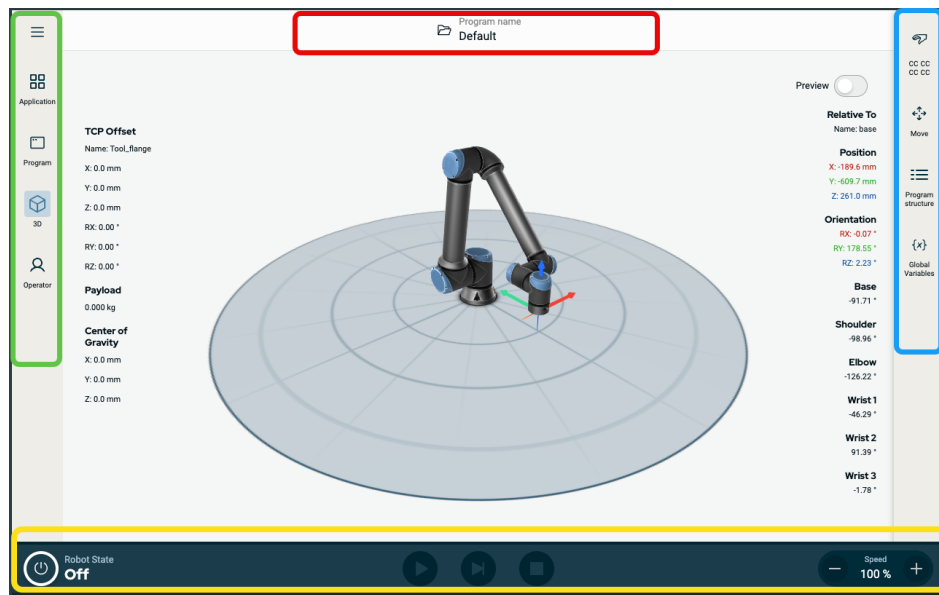 Program name
Default
Application
Program
3D
Operator
TCP Offset
Name: Tool_flange
X: 0.0 mm
Y: 0.0 mm
Z: 0.0 mm
RX: 0.00 °
RY: 0.00 °
RZ: 0.00 °
Payload
0.000 kg
Center of
Gravity
X: 0.0 mm
Y: 0.0 mm
Z: 0.0 mm
Preview
Relative To
Name: base
Position
X: -189.6 mm
Y: -609.7 mm
Z: 261.0 mm
Orientation
RX: -0.07 °
RY: 178.55 °
RZ: 2.23 °
Base
-91.71 °
Shoulder
-98.96 °
Elbow
-126.22 °
Wrist 1
-46.29 °
Wrist 2
91.39 °
Wrist 3
-1.78 °
CC CC
CC CC
Move
Program
structure
{x}
Global
Variables
Robot State
Off
Speed
100 %